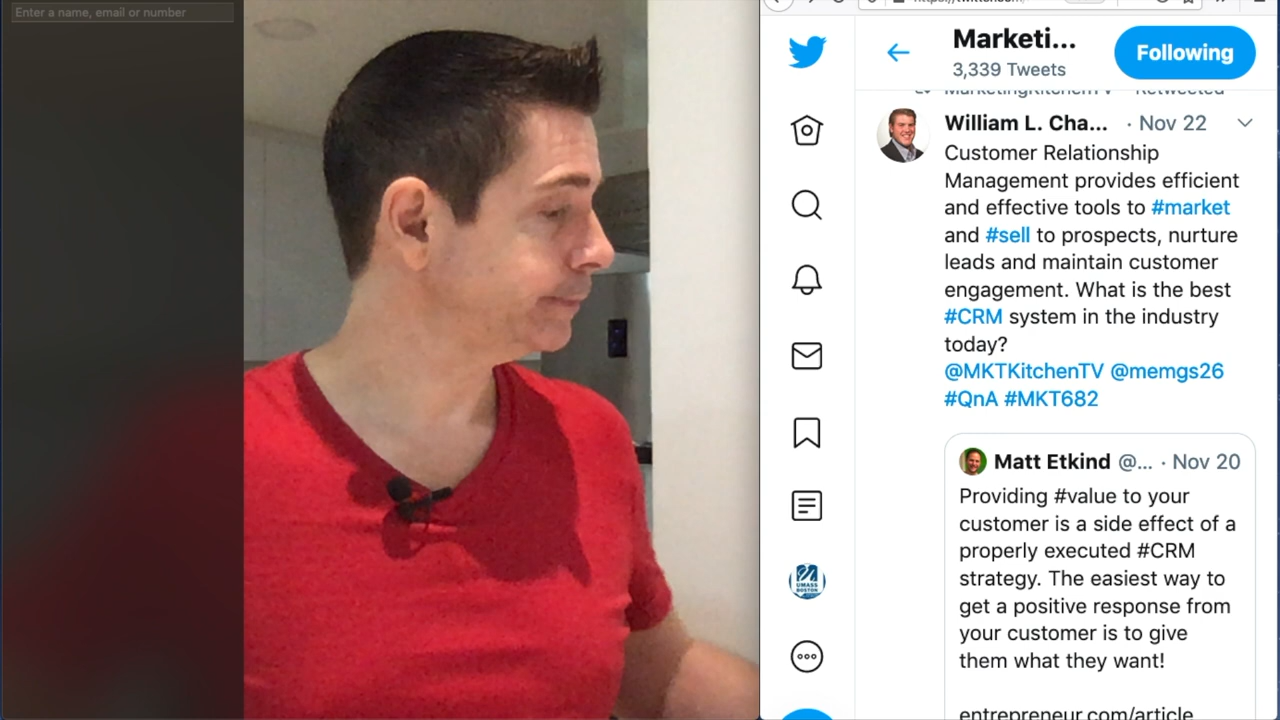 Enter a name, email or number
Marketi...
3,339 Tweets
Following
MarketingKitchenTV Retweeted
William L. Cha... · Nov 22
Customer Relationship
Management provides efficient
and effective tools to #market
and #sell to prospects, nurture
leads and maintain customer
engagement. What is the best
#CRM system in the industry
today?
@MKTKitchenTV @memgs26
#QnA #MKT682
Matt Etkind @... · Nov 20
Providing #value to your
customer is a side effect of a
properly executed #CRM
strategy. The easiest way to
get a positive response from
your customer is to give
them what they want!
entrepreneur.com/article
UMASS
BOSTON